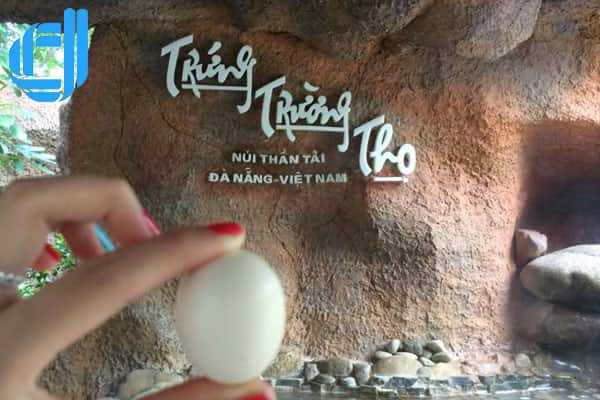 Trứng
Trường
Thọ
NÚI THẦN TÀI
ĐÀ NẴNG-VIỆT NAM